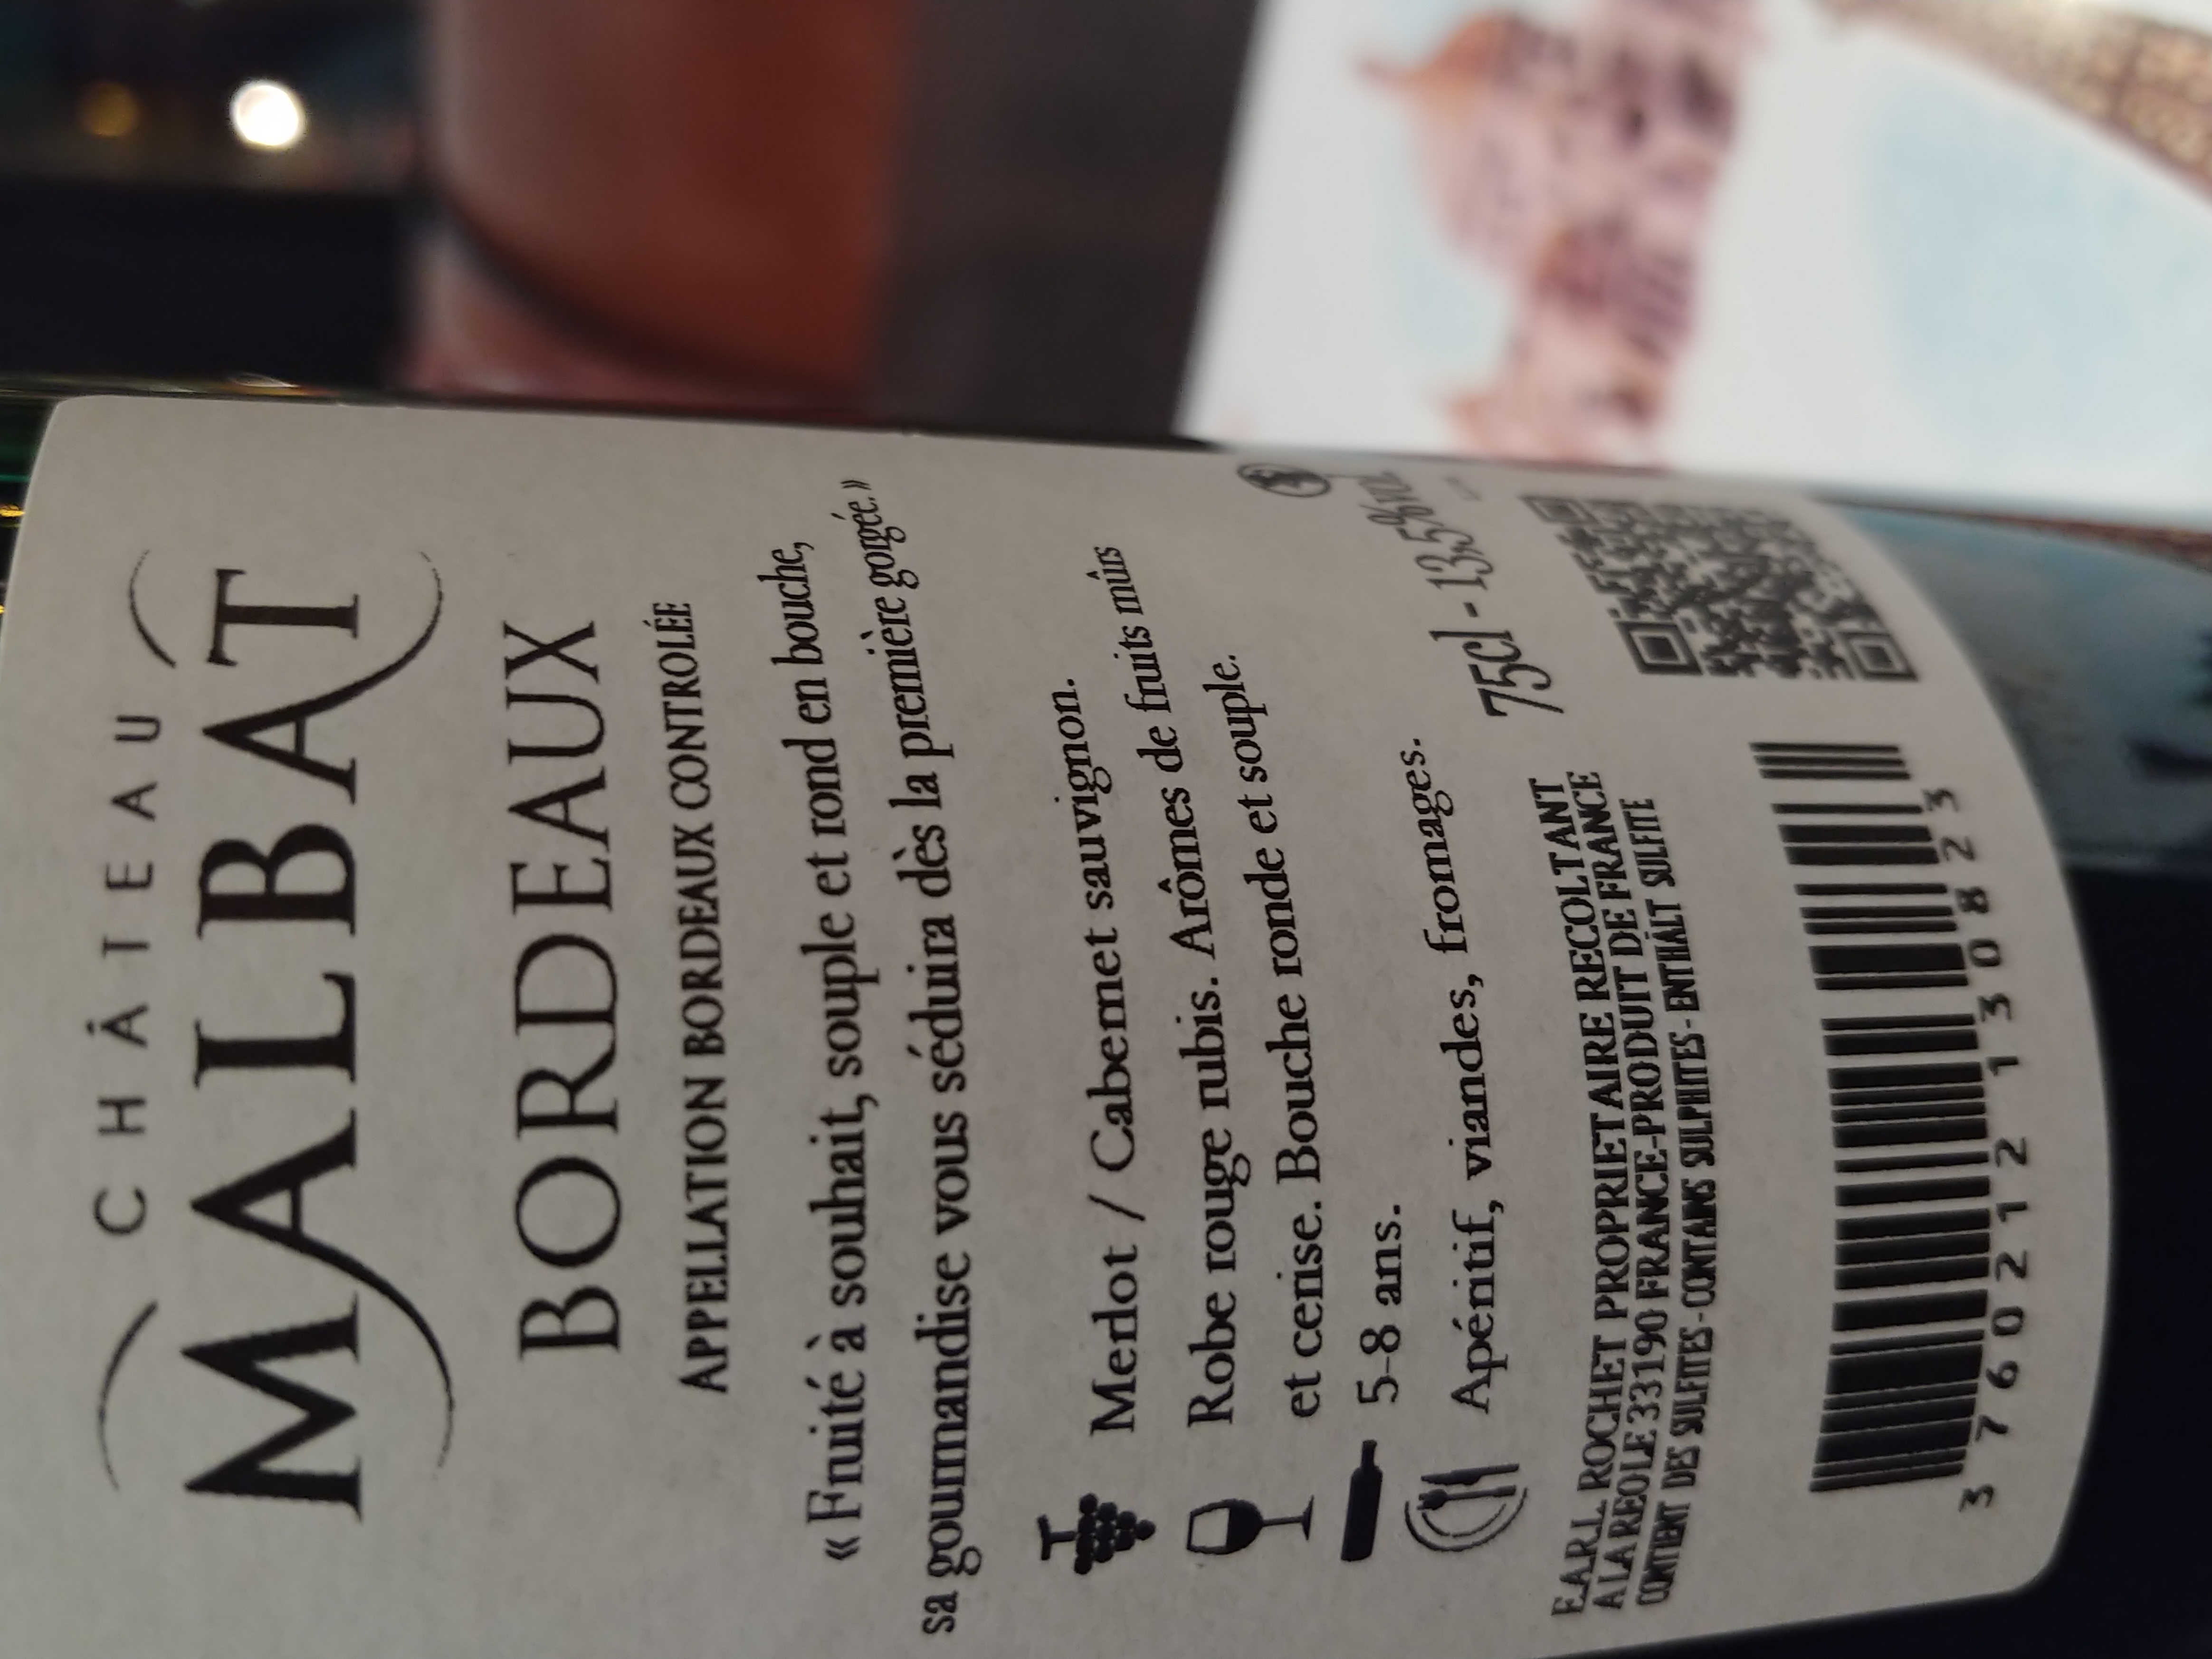 CHÂTEAU
MALBAT
BORDEAUX
APPELLATION BORDEAUX CONTROLÉE
« Fruité à souhait, souple et rond en bouche,
sa gourmandise vous séduira dès la première gorgée.»
Merlot / Cabernet sauvignon.
Robe rouge rubis. Arômes de fruits mûrs
et cerise. Bouche ronde et souple.
5-8 ans.
Apéritif, viandes, fromages.
75cl - 13,5%vol.
E.A.R.L. ROCHET PROPRIETAIRE RECOLTANT
A LA REOLE 33190 FRANCE-PRODUIT DE FRANCE
CONTIENT DES SULFITES - CONTAINS SULPHITES - ENTHÄLT SULFITE
3 760212 130823